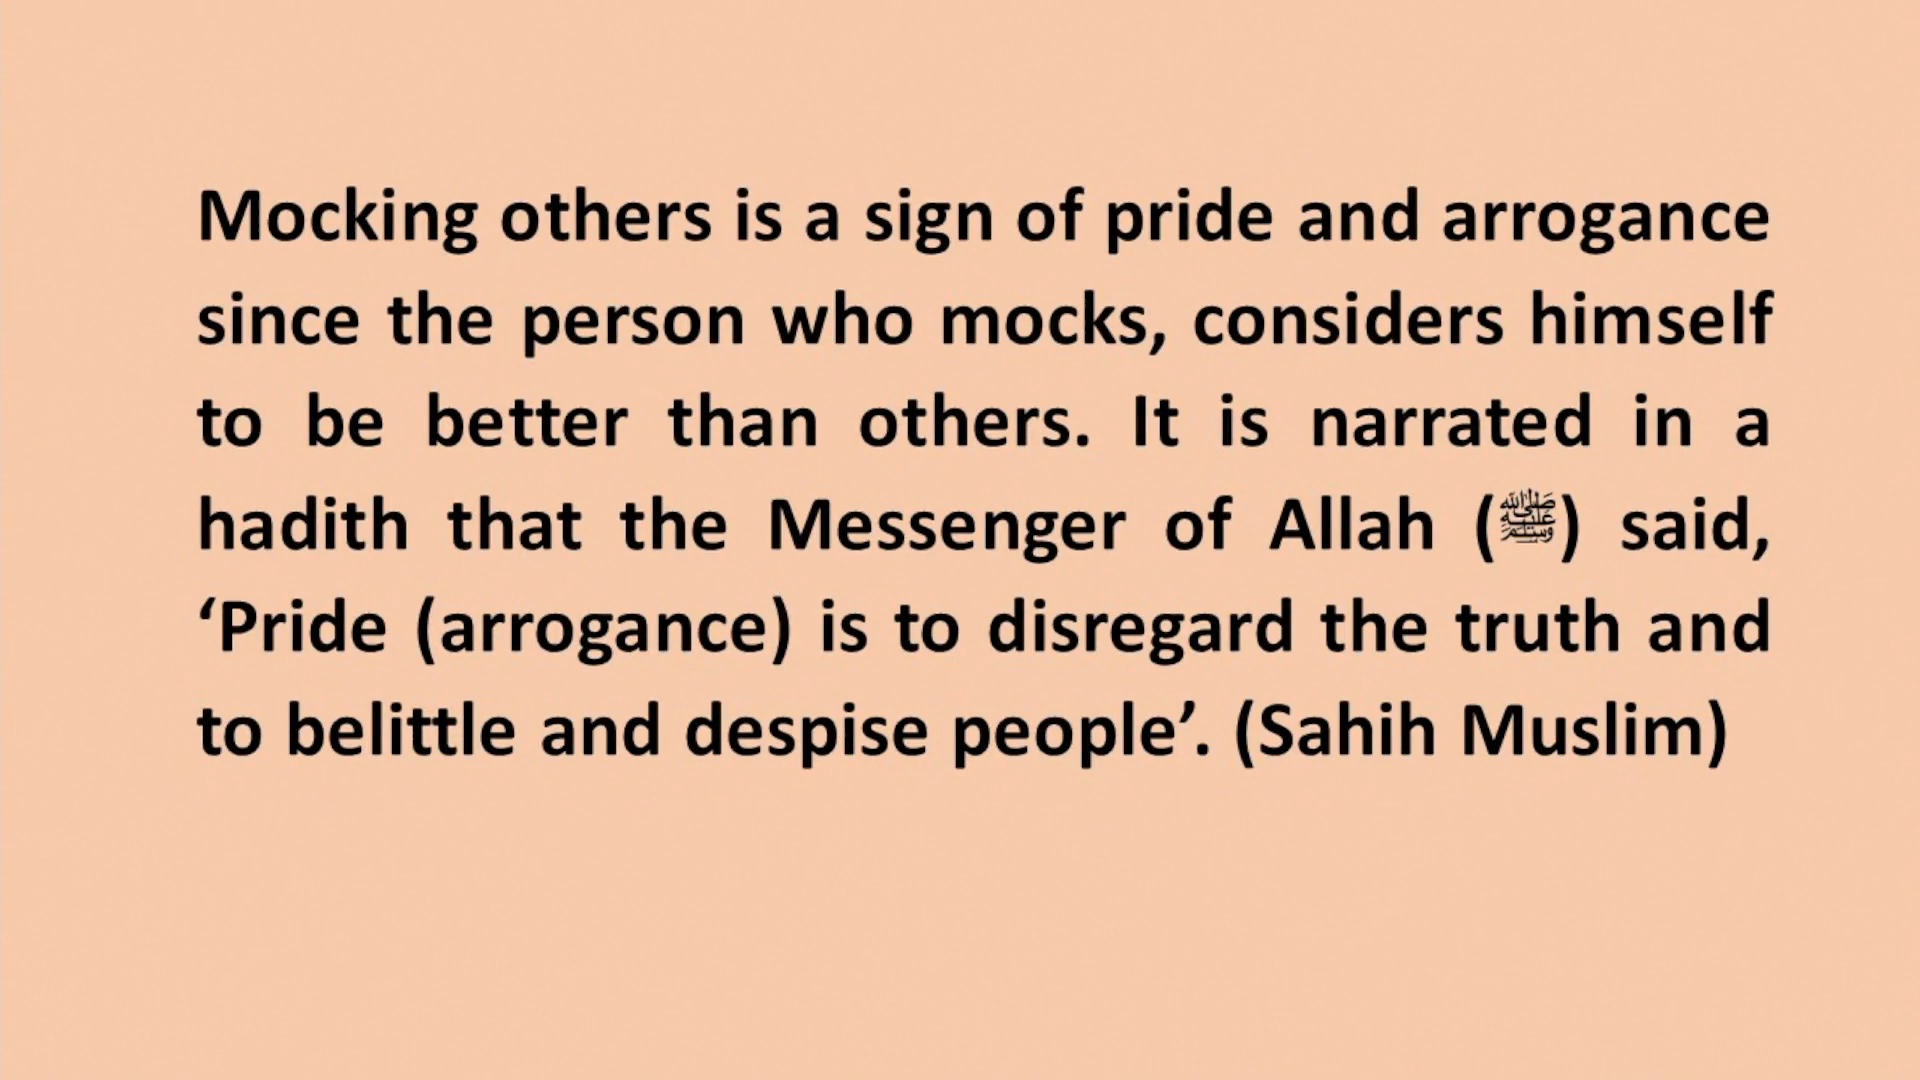 Mocking others is a sign of pride and arrogance
since the person who mocks, considers himself
to be better than others. It is narrated in a
hadith that the Messenger of Allah (ﷺ) said,
‘Pride (arrogance) is to disregard the truth and
to belittle and despise people’. (Sahih Muslim)